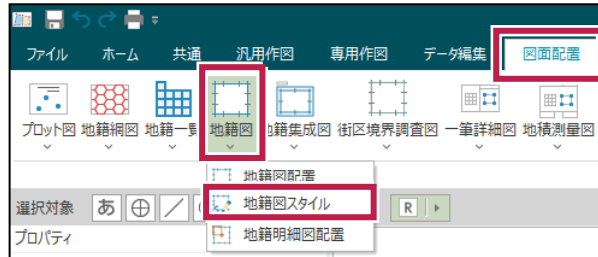 ファイル ホーム 共通 汎用作図 専用作図 データ編集 図面配置
プロット図 地籍網図 地籍一覧 地籍図 地籍集成図 街区境界調査図 一筆詳細図 地積測量図
地籍図配置
選択対象 あ R
地籍図スタイル
プロパティ
地籍明細図配置